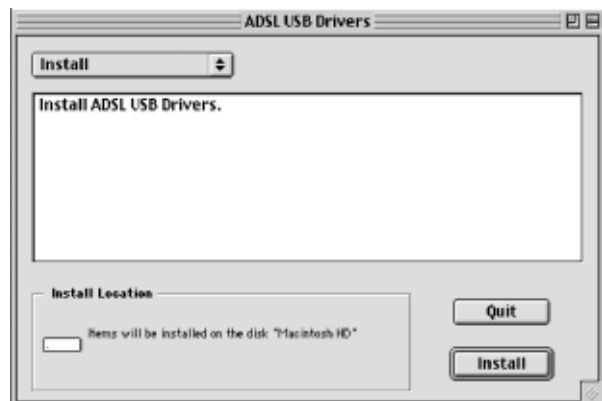 ADSL USB Drivers
Install
Install ADSL USB Drivers.
Install Location
Items will be installed on the disk "Macintosh HD"
Quit
Install